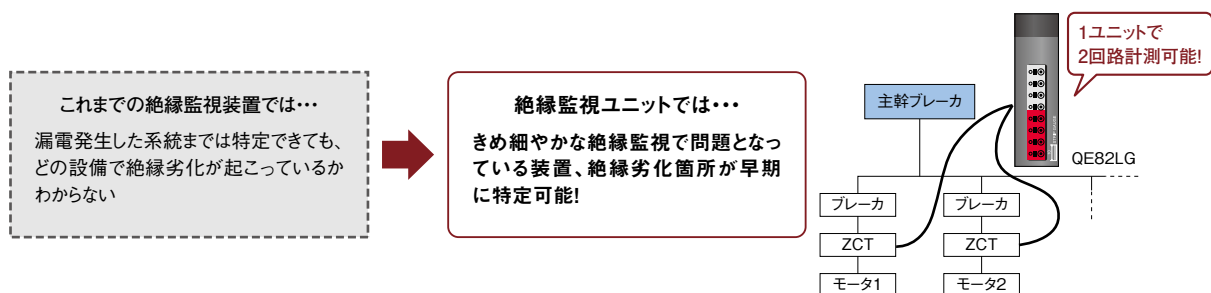 これまでの絶縁監視装置では・・・
漏電発生した系統までは特定できても、
どの設備で絶縁劣化が起こっているか
わからない
絶縁監視ユニットでは・・・
きめ細やかな絶縁監視で問題となっ
ている装置、絶縁劣化箇所が早期
に特定可能!
1ユニットで
2回路計測可能!
主幹ブレーカ
QE82LG
ブレーカ
ブレーカ
ZCT
ZCT
モータ1
モータ2